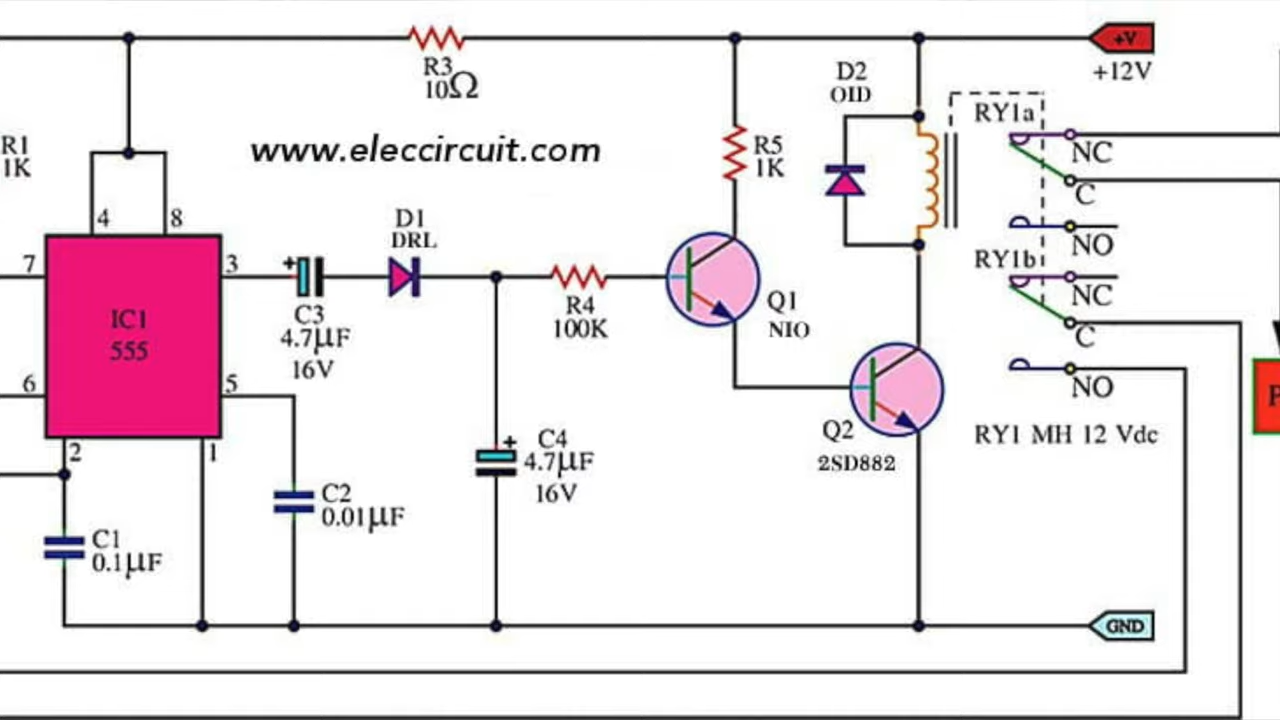 R3
10Ω
+V
+12V
D2
OID
RY1a
R1
1K
www.eleccircuit.com
R5
1K
NC
C
4
8
D1
DRL
NO
7
3
RY1b
IC1
555
C3
4.7µF
16V
R4
100K
Q1
NIO
NC
C
6
5
NO
2
1
C4
4.7µF
16V
Q2
2SD882
RY1 MH 12 Vdc
C2
0.01µF
C1
0.1µF
GND